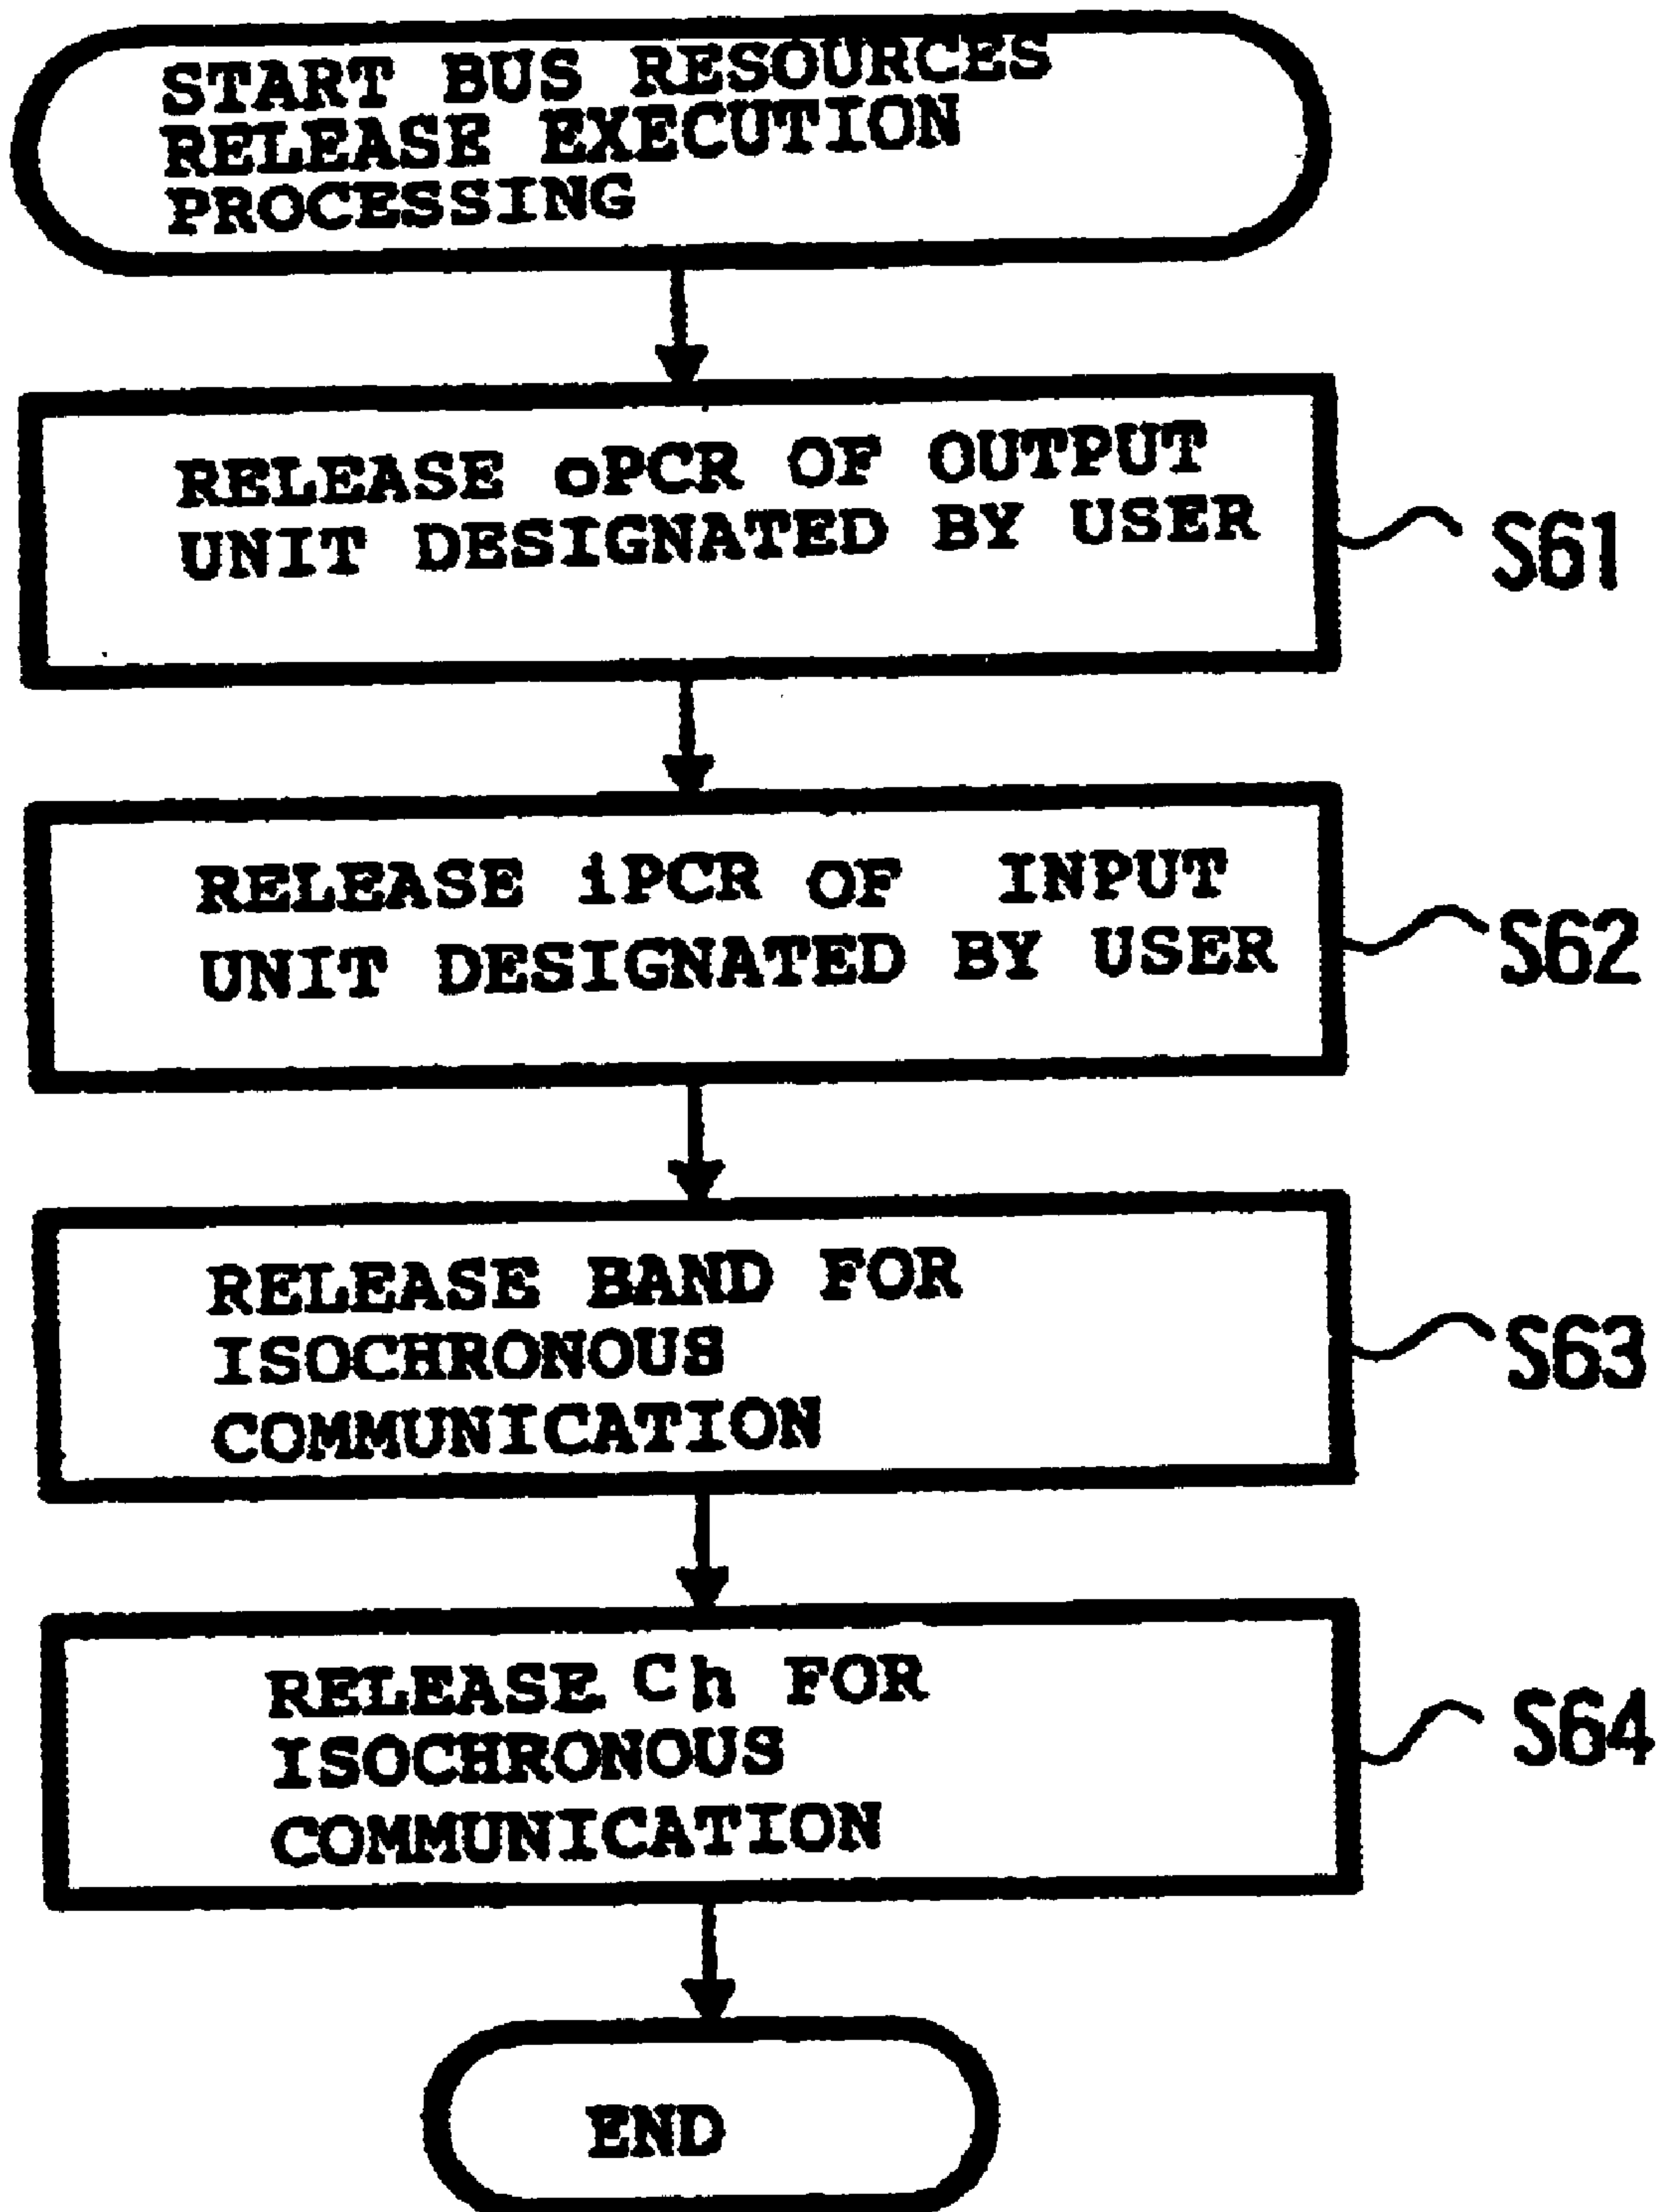 START BUS RESOURCES
RELEASE EXECUTION
PROCESSING
RELEASE oPCR OF OUTPUT
UNIT DESIGNATED BY USER
S61
RELEASE iPCR OF INPUT
UNIT DESIGNATED BY USER
S62
RELEASE BAND FOR
ISOCHRONOUS
COMMUNICATION
S63
RELEASE Ch FOR
ISOCHRONOUS
COMMUNICATION
S64
END